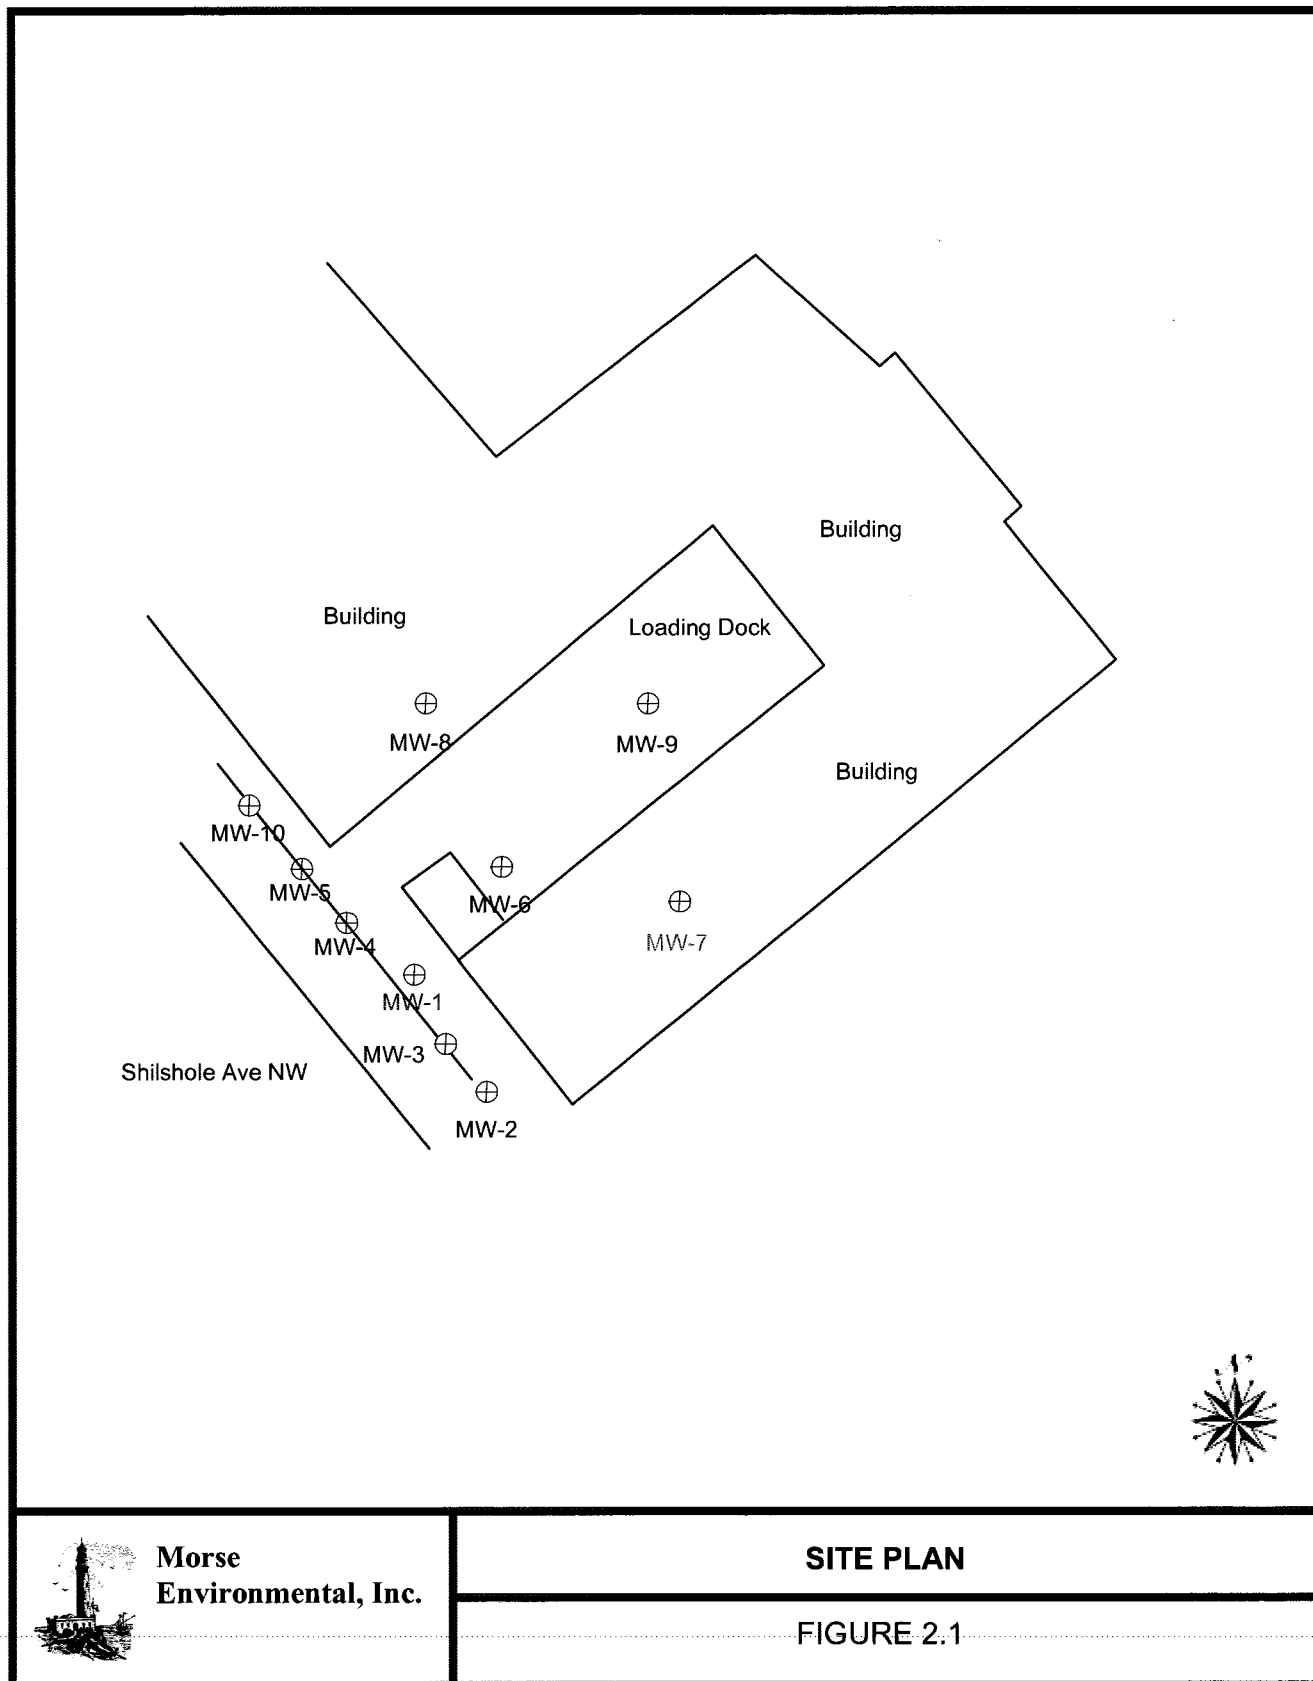 Building
Building
Loading Dock
MW-8
MW-9
Building
MW-10
MW-5
MW-6
MW-4
MW-7
MW-1
MW-3
Shilshole Ave NW
MW-2
Morse
Environmental, Inc.
SITE PLAN
FIGURE 2.1